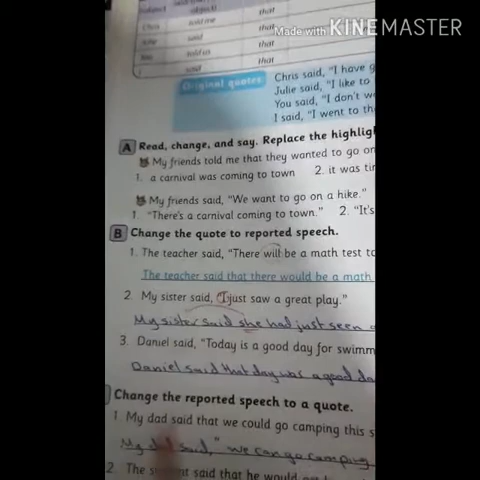 subject
object)
that
Made with KINEMASTER
Chris
told me
that
said
that
told us
that
I
said
that
Original quotes
Chris said, "I have g
Julie said, "I like to
You said, "I don't w
I said, "I went to th
A Read, change, and say. Replace the highlig
My friends told me that they wanted to go on
1. a carnival was coming to town 2. it was ti
My friends said, "We want to go on a hike."
1. "There's a carnival coming to town." 2. "It's
B Change the quote to reported speech.
1. The teacher said, "There will be a math test to
The teacher said that there would be a math
2. My sister said, "I just saw a great play."
My sister said she had just seen a
3. Daniel said, "Today is a good day for swimm
Daniel said that day was a good da
Change the reported speech to a quote.
1. My dad said that we could go camping this s
My dad said, "we can go camping
2. The student said that he would